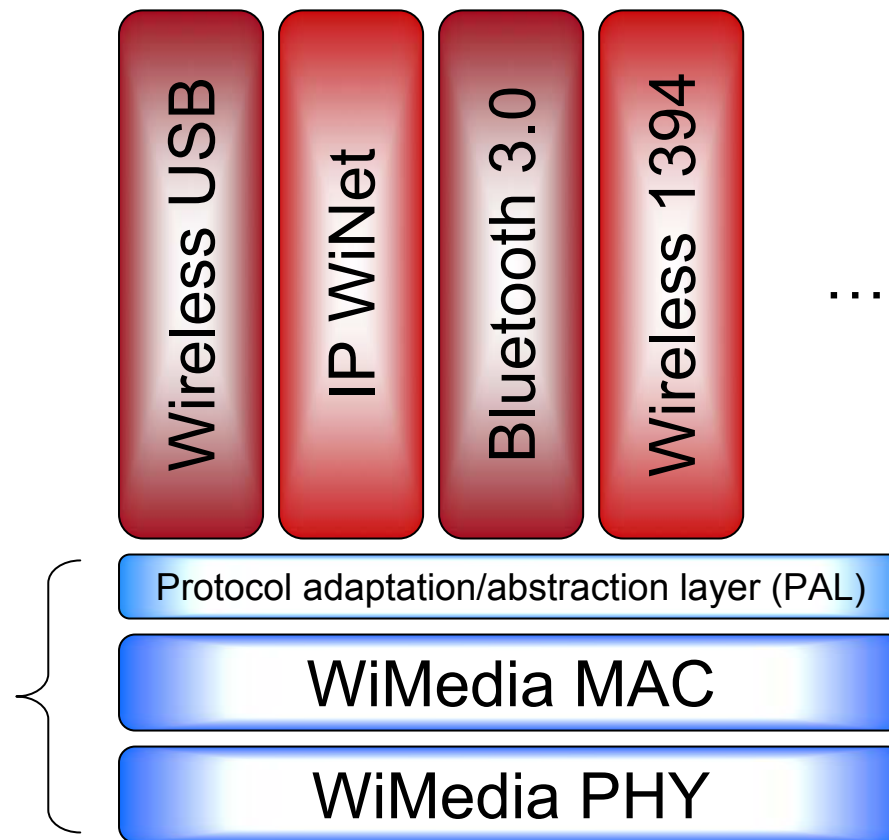 Wireless USB
IP WiNet
Bluetooth 3.0
Wireless 1394
...
Protocol adaptation/abstraction layer (PAL)
WiMedia MAC
WiMedia PHY